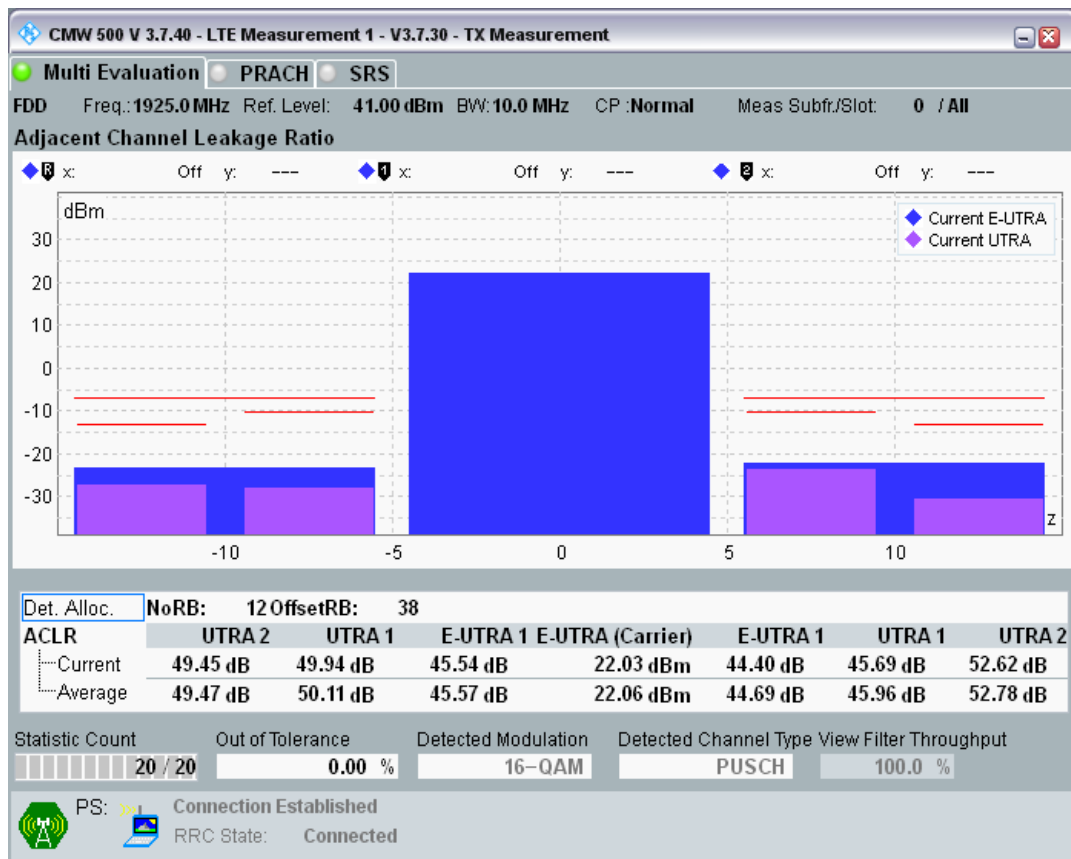 CMW 500 V 3.7.40 - LTE Measurement 1 - V3.7.30 - TX Measurement
Multi Evaluation PRACH SRS
FDD Freq.:1925.0 MHz Ref. Level: 41.00 dBm BW:10.0 MHz CP :Normal Meas Subfr./Slot: 0 / All
Adjacent Channel Leakage Ratio
R x: Off y: --- 1 x: Off y: --- 2 x: Off y: ---
dBm
Current E-UTRA
Current UTRA
30
20
10
0
-10
-20
-30
z
-10 -5 0 5 10
Det. Alloc. NoRB: 12 OffsetRB: 38
ACLR UTRA 2 UTRA 1 E-UTRA 1 E-UTRA (Carrier) E-UTRA 1 UTRA 1 UTRA 2
Current 49.45 dB 49.94 dB 45.54 dB 22.03 dBm 44.40 dB 45.69 dB 52.62 dB
Average 49.47 dB 50.11 dB 45.57 dB 22.06 dBm 44.69 dB 45.96 dB 52.78 dB
Statistic Count Out of Tolerance Detected Modulation Detected Channel Type View Filter Throughput
20 / 20 0.00 % 16-QAM PUSCH 100.0 %
PS: Connection Established
RRC State: Connected